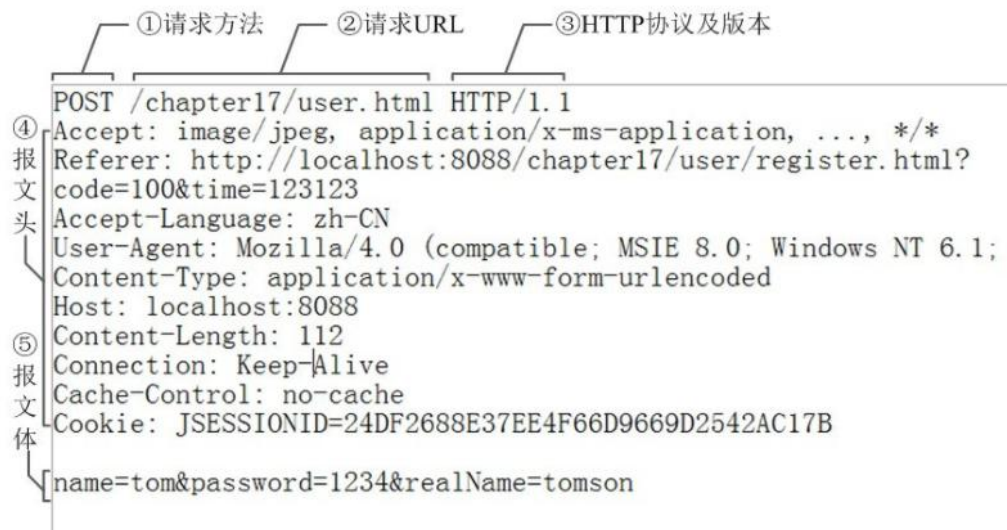 ①请求方法 ②请求URL ③HTTP协议及版本
POST /chapter17/user.html HTTP/1.1
④报文头
Accept: image/jpeg, application/x-ms-application, ..., */*
Referer: http://localhost:8088/chapter17/user/register.html?
code=100&time=123123
Accept-Language: zh-CN
User-Agent: Mozilla/4.0 (compatible; MSIE 8.0; Windows NT 6.1;
Content-Type: application/x-www-form-urlencoded
Host: localhost:8088
Content-Length: 112
Connection: Keep-Alive
Cache-Control: no-cache
Cookie: JSESSIONID=24DF2688E37EE4F66D9669D2542AC17B
⑤报文体
name=tom&password=1234&realName=tomson